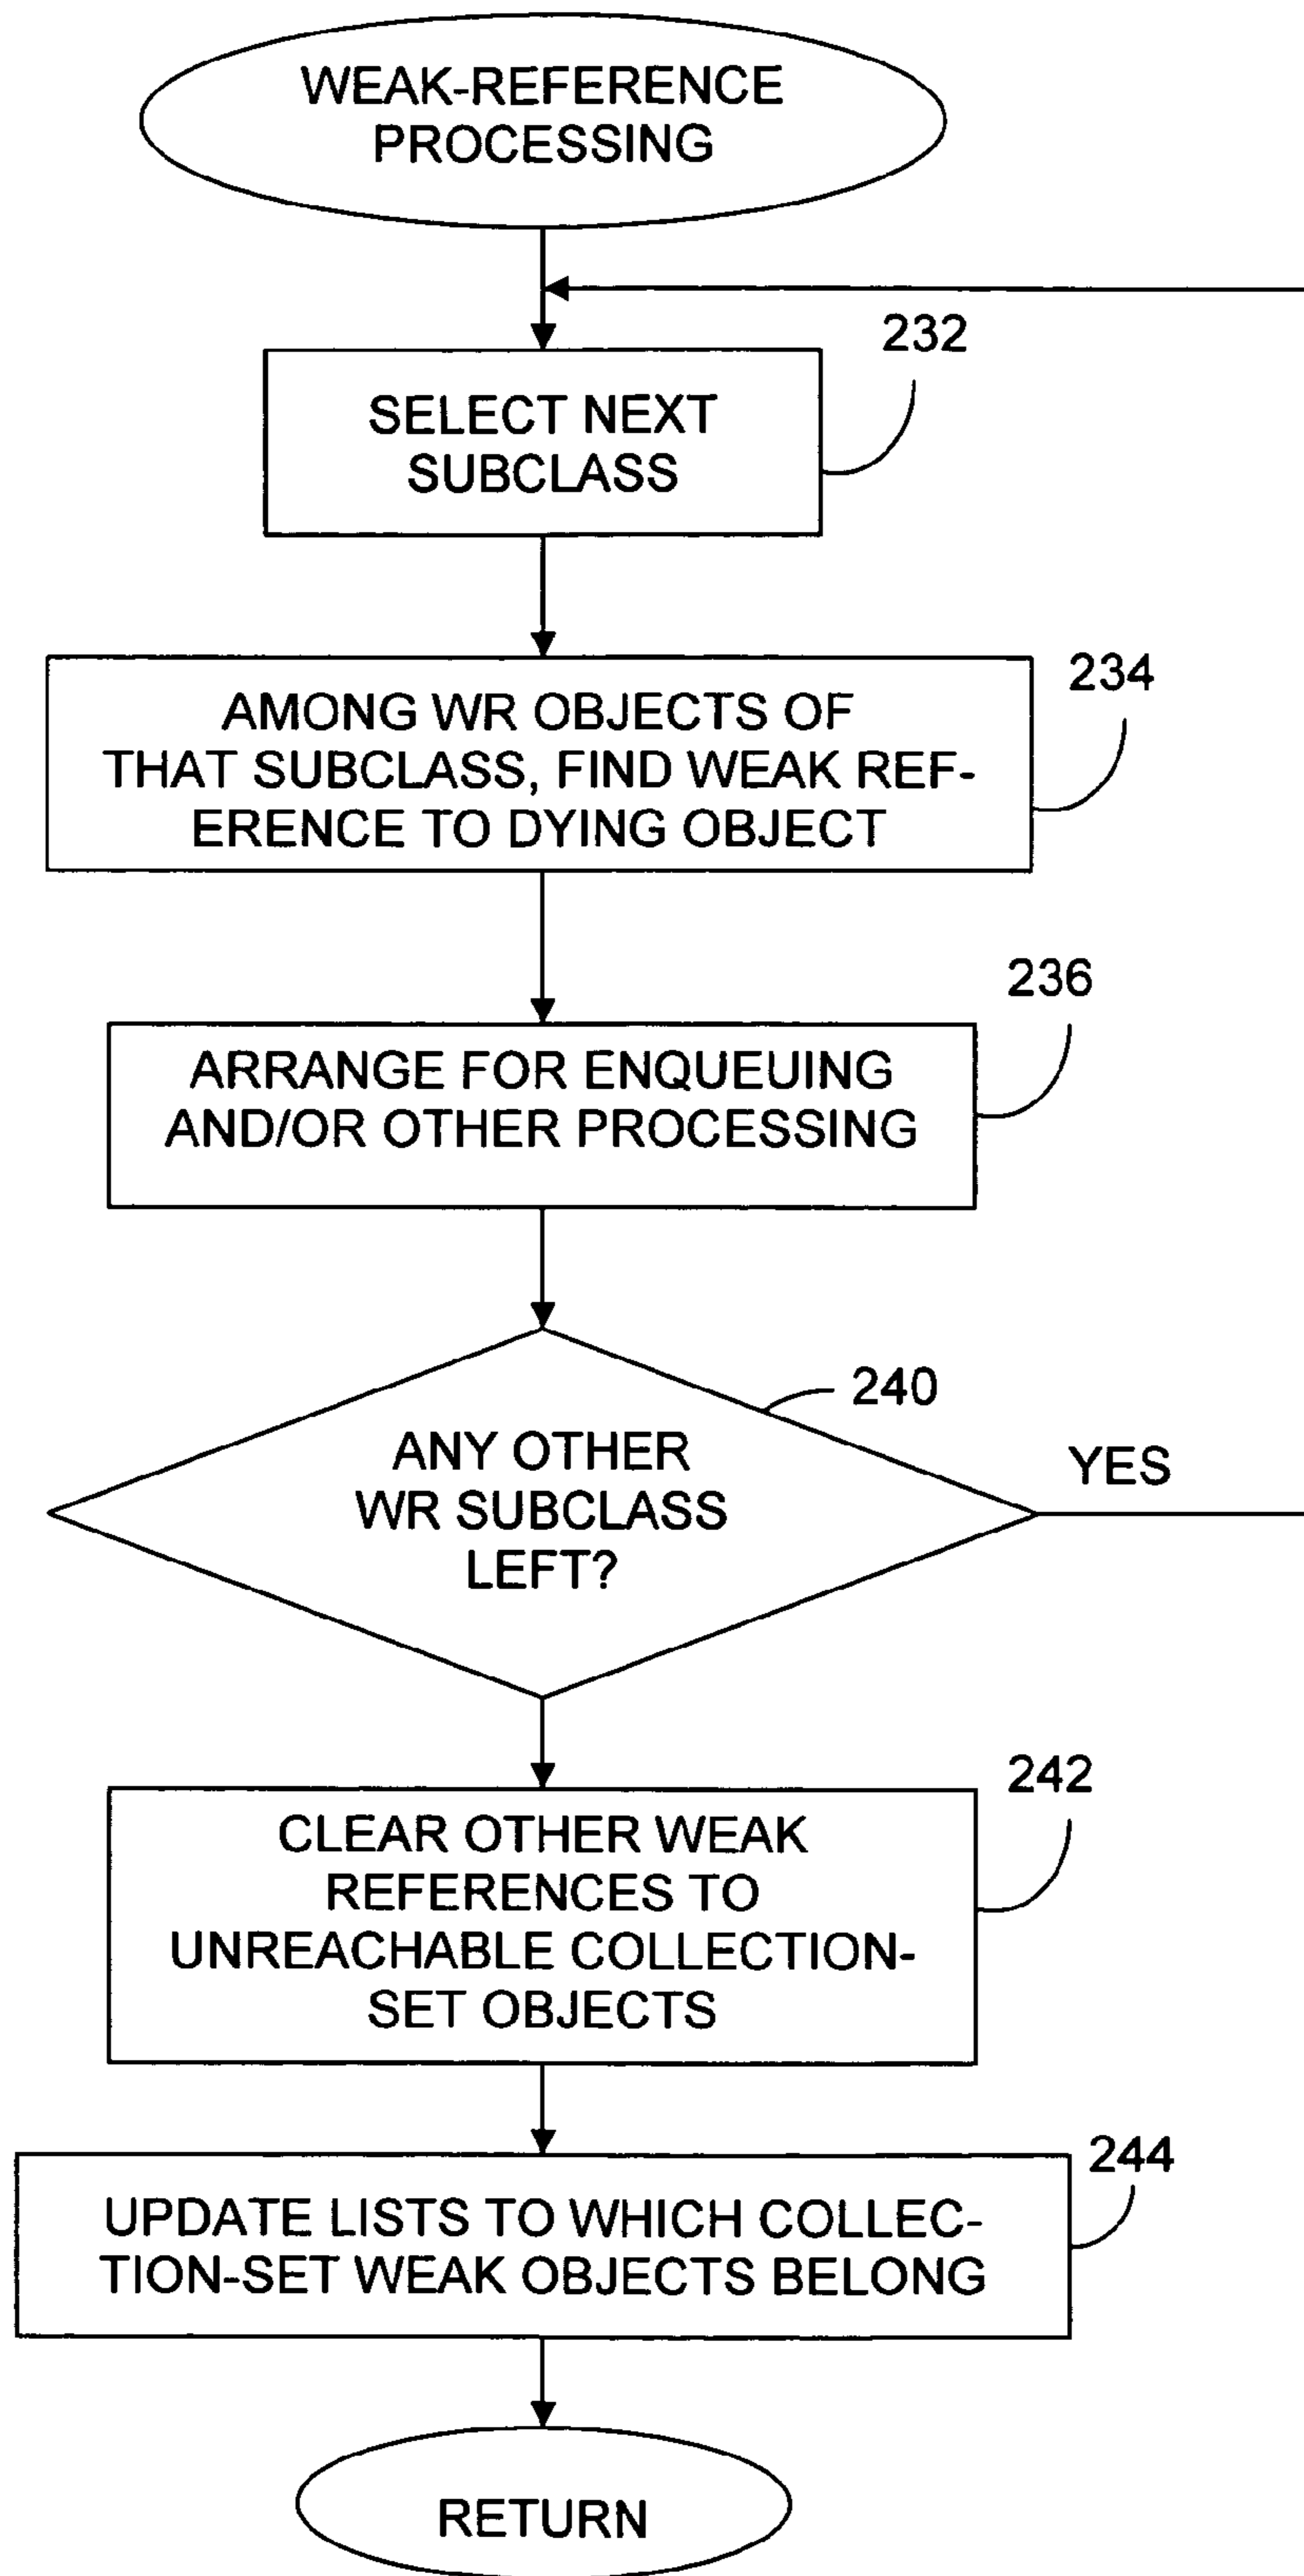 WEAK-REFERENCE
PROCESSING
232
SELECT NEXT
SUBCLASS
234
AMONG WR OBJECTS OF
THAT SUBCLASS, FIND WEAK REF-
ERENCE TO DYING OBJECT
236
ARRANGE FOR ENQUEUING
AND/OR OTHER PROCESSING
240
ANY OTHER
WR SUBCLASS
LEFT?
YES
242
CLEAR OTHER WEAK
REFERENCES TO
UNREACHABLE COLLECTION-
SET OBJECTS
244
UPDATE LISTS TO WHICH COLLEC-
TION-SET WEAK OBJECTS BELONG
RETURN